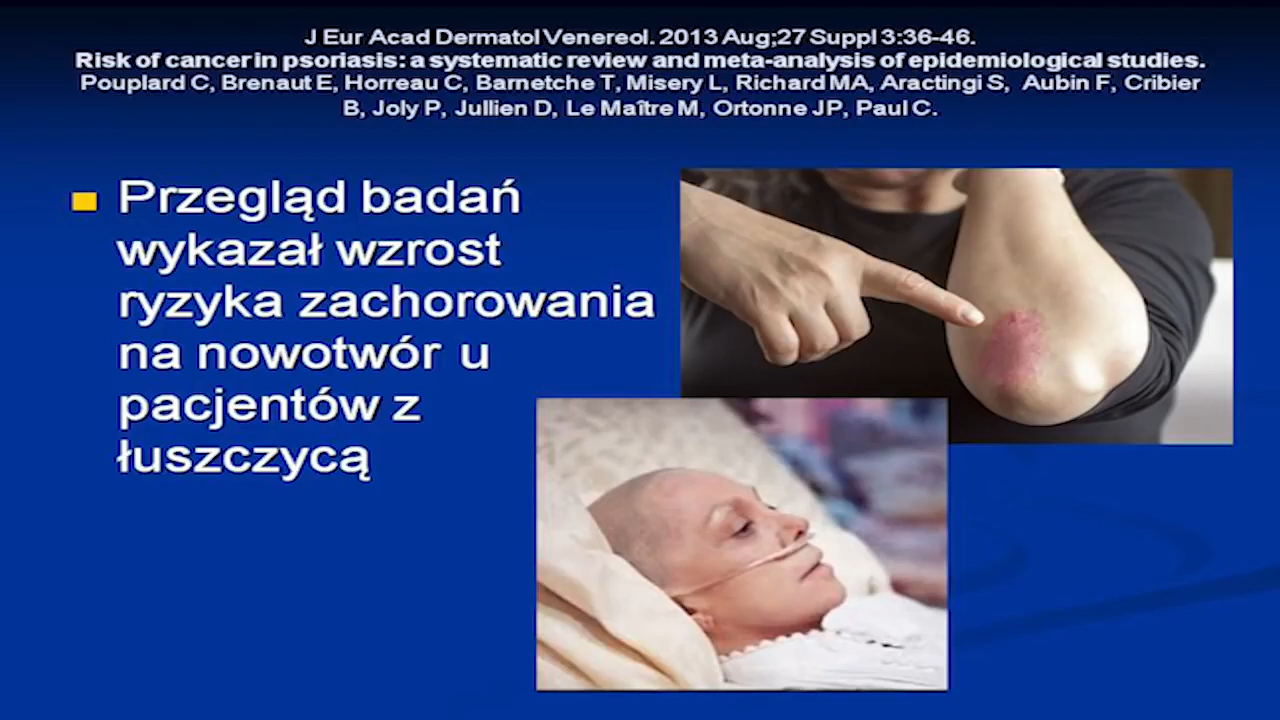 J Eur Acad Dermatol Venereol. 2013 Aug;27 Suppl 3:36-46.
Risk of cancer in psoriasis: a systematic review and meta-analysis of epidemiological studies.
Pouplard C, Brenaut E, Horreau C, Barnetche T, Misery L, Richard MA, Aractingi S, Aubin F, Cribier
B, Joly P, Jullien D, Le Maître M, Ortonne JP, Paul C.
Przegląd badań
wykazał wzrost
ryzyka zachorowania
na nowotwór u
pacjentów z
łuszczycą